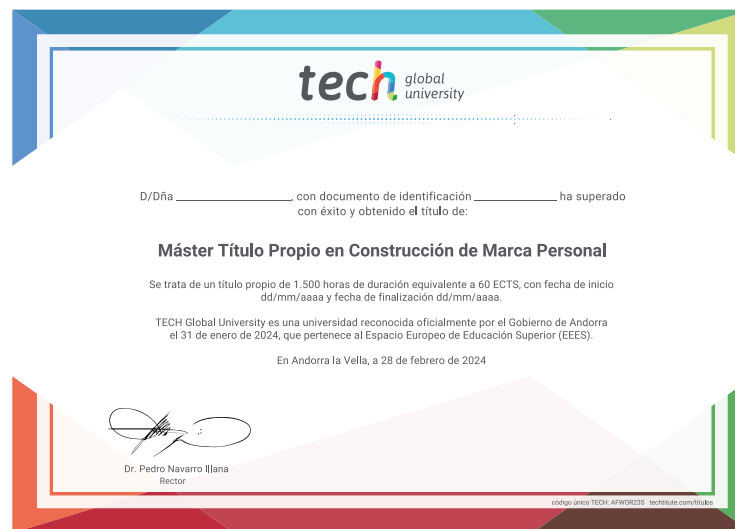 tech global
university
D/Dña ____________________, con documento de identificación ______________ ha superado
con éxito y obtenido el título de:
Máster Título Propio en Construcción de Marca Personal
Se trata de un título propio de 1.500 horas de duración equivalente a 60 ECTS, con fecha de inicio
dd/mm/aaaa y fecha de finalización dd/mm/aaaa.
TECH Global University es una universidad reconocida oficialmente por el Gobierno de Andorra
el 31 de enero de 2024, que pertenece al Espacio Europeo de Educación Superior (EEES).
En Andorra la Vella, a 28 de febrero de 2024
Dr. Pedro Navarro Illana
Rector
código único TECH: AFWOR23S techtitute.com/titulos